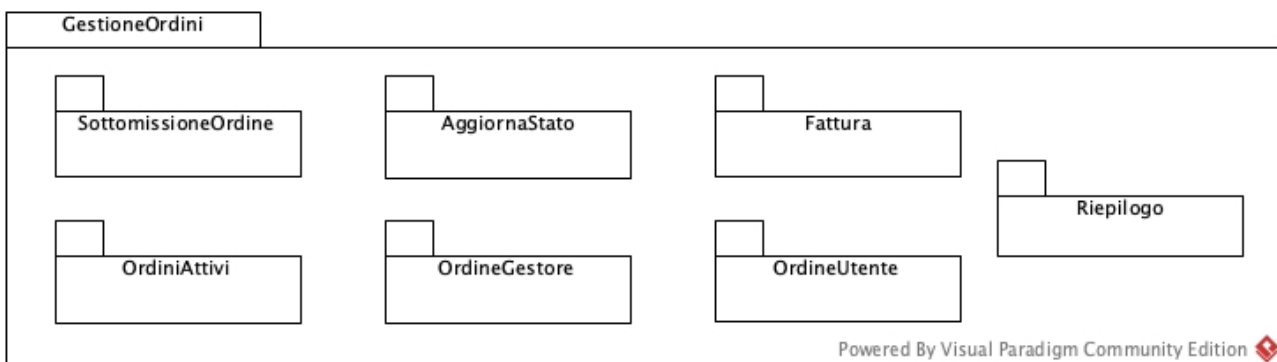 GestioneOrdini
SottomissioneOrdine
AggiornaStato
Fattura
Riepilogo
OrdiniAttivi
OrdineGestore
OrdineUtente
Powered By Visual Paradigm Community Edition